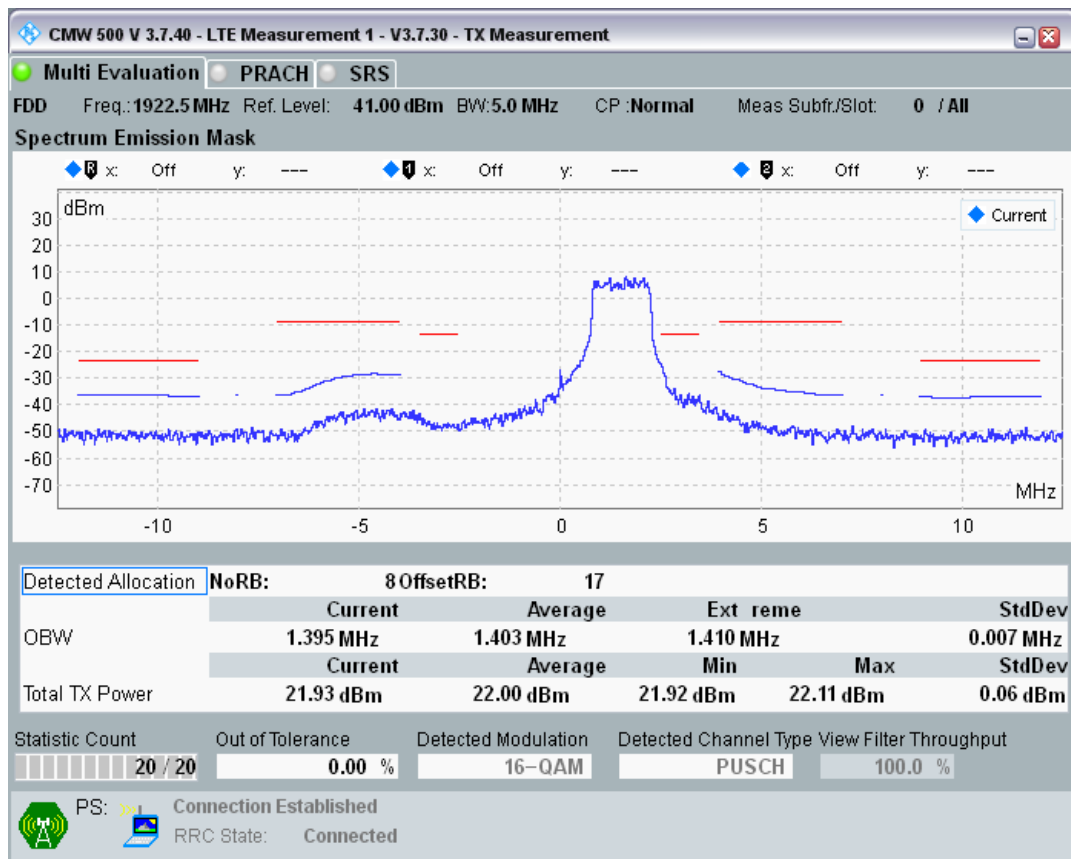 CMW 500 V 3.7.40 - LTE Measurement 1 - V3.7.30 - TX Measurement
Multi Evaluation PRACH SRS
FDD Freq.:1922.5 MHz Ref. Level: 41.00 dBm BW:5.0 MHz CP :Normal Meas Subfr./Slot: 0 / All
Spectrum Emission Mask
R x: Off y: --- 1 x: Off y: --- 2 x: Off y: ---
dBm
Current
30
20
10
0
-10
-20
-30
-40
-50
-60
-70
MHz
-10 -5 0 5 10
Detected Allocation NoRB: 8 OffsetRB: 17
Current Average Ext reme StdDev
OBW 1.395 MHz 1.403 MHz 1.410 MHz 0.007 MHz
Current Average Min Max StdDev
Total TX Power 21.93 dBm 22.00 dBm 21.92 dBm 22.11 dBm 0.06 dBm
Statistic Count Out of Tolerance Detected Modulation Detected Channel Type View Filter Throughput
20 / 20 0.00 % 16-QAM PUSCH 100.0 %
PS: Connection Established
RRC State: Connected